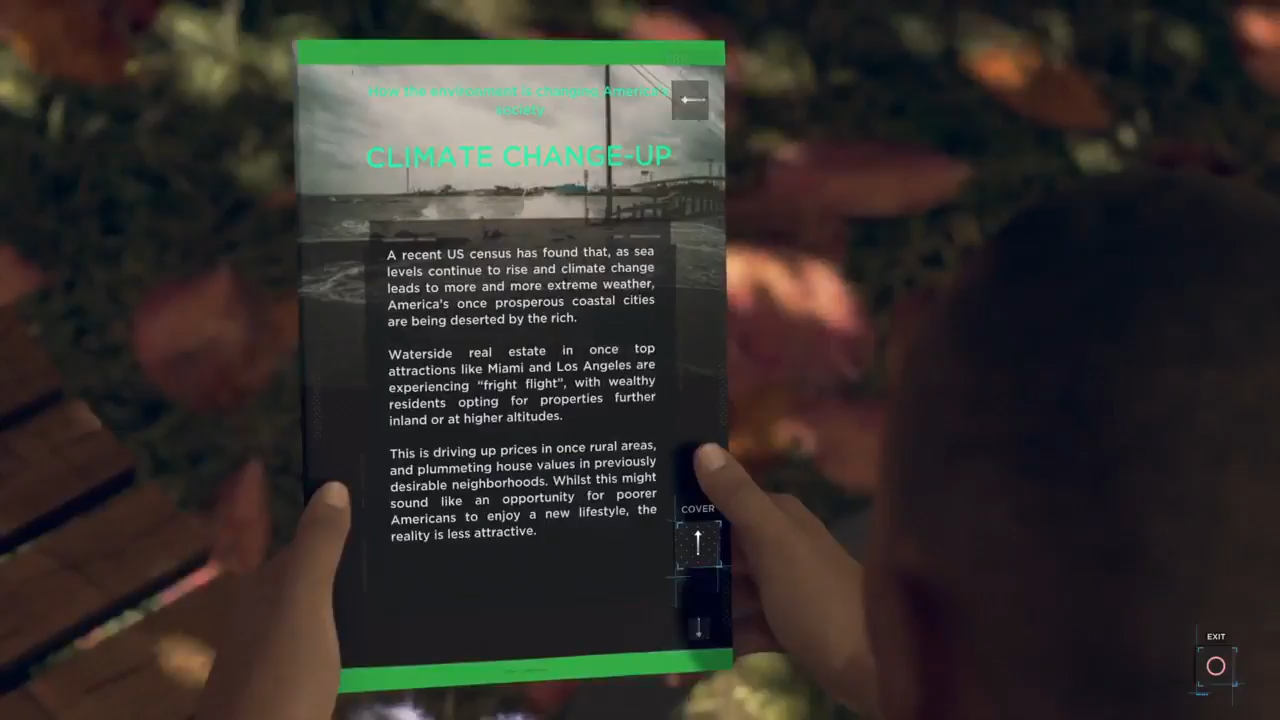 How the environment is changing America's
society
CLIMATE CHANGE-UP
A recent US census has found that, as sea
levels continue to rise and climate change
leads to more and more extreme weather,
America's once prosperous coastal cities
are being deserted by the rich.
Waterside real estate in once top
attractions like Miami and Los Angeles are
experiencing "fright flight", with wealthy
residents opting for properties further
inland or at higher altitudes.
This is driving up prices in once rural areas,
and plummeting house values in previously
desirable neighborhoods. Whilst this might
sound like an opportunity for poorer
Americans to enjoy a new lifestyle, the
reality is less attractive.
COVER
EXIT